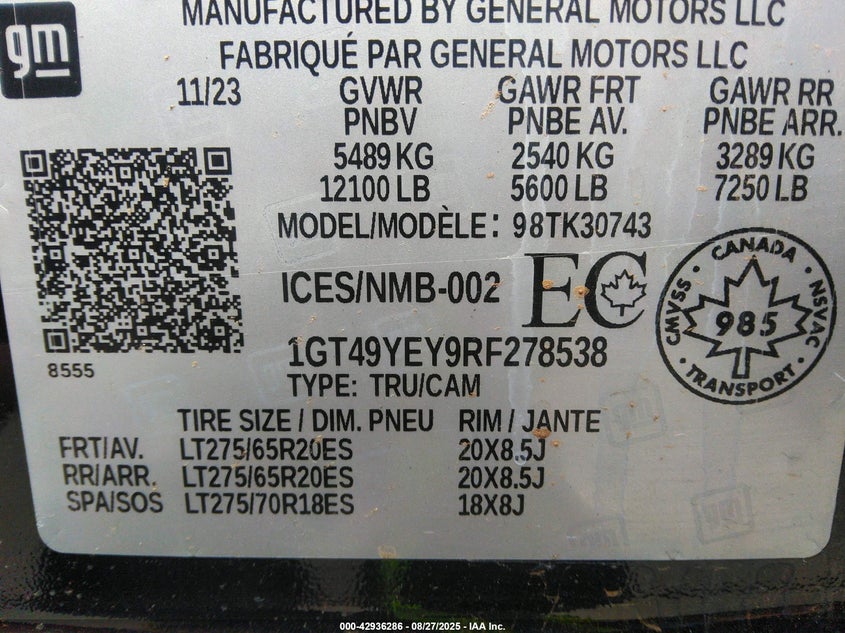 MANUFACTURED BY GENERAL MOTORS LLC
gm
FABRIQUÉ PAR GENERAL MOTORS LLC
11/23 GVWR GAWR FRT GAWR RR
PNBV PNBE AV. PNBE ARR.
5489 KG 2540 KG 3289 KG
12100 LB 5600 LB 7250 LB
MODEL/MODÈLE: 98TK30743
ICES/NMB-002 EC
CANADA
CMVSS 985 NSVAC
TRANSPORT
1GT49YEY9RF278538
8555
TYPE: TRU/CAM
TIRE SIZE / DIM. PNEU RIM / JANTE
FRT/AV. LT275/65R20ES 20X8.5J
RR/ARR. LT275/65R20ES 20X8.5J
SPA/SOS LT275/70R18ES 18X8J
gm
000-42936286 - 08/27/2025 - IAA Inc.